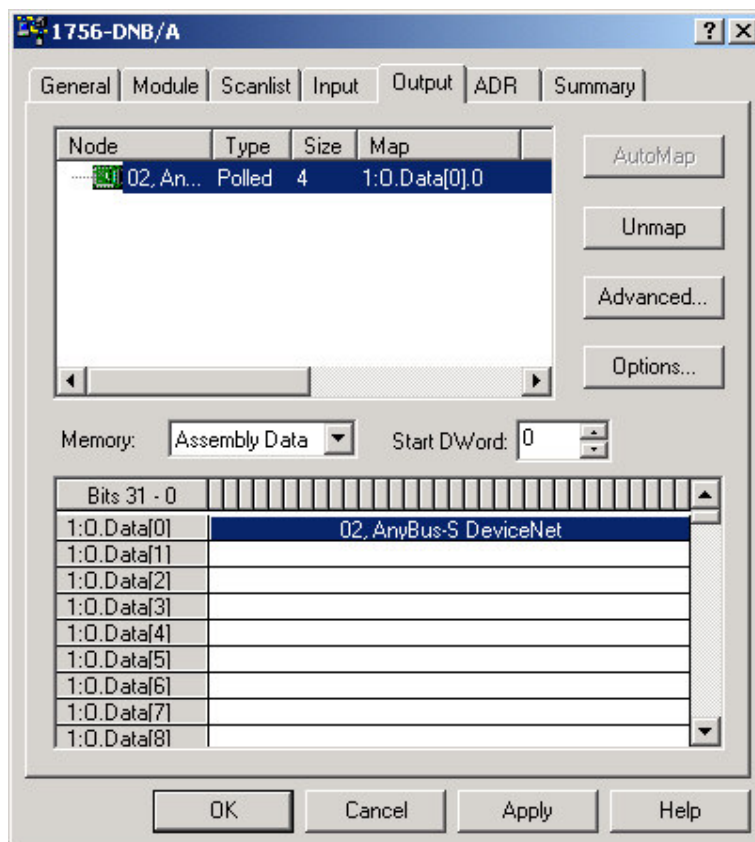 1756-DNB/A
General Module Scanlist Input Output ADR Summary
Node Type Size Map
02, An... Polled 4 1:O.Data[0].0
AutoMap
Unmap
Advanced...
Options...
Memory: Assembly Data Start DWord: 0
Bits 31 - 0
1:O.Data[0] 02, AnyBus-S DeviceNet
1:O.Data[1]
1:O.Data[2]
1:O.Data[3]
1:O.Data[4]
1:O.Data[5]
1:O.Data[6]
1:O.Data[7]
1:O.Data[8]
OK Cancel Apply Help